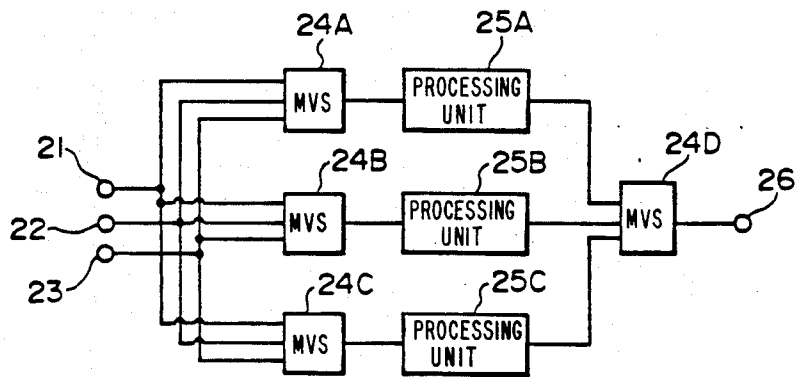 24A
25A
MVS
PROCESSING
UNIT
21
24B
25B
24D
26
22
MVS
PROCESSING
UNIT
MVS
23
24C
25C
MVS
PROCESSING
UNIT